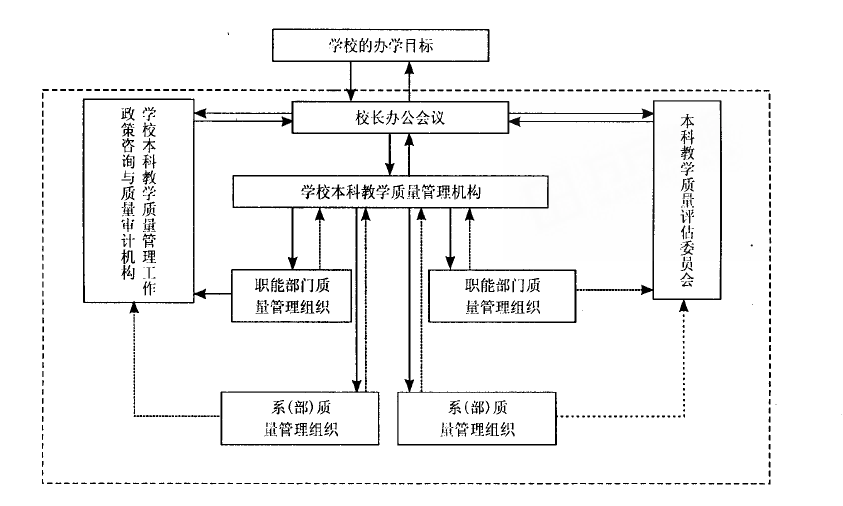 学校的办学目标
校长办公会议
学校本科教学质量管理工作
政策咨询与质量审计机构
本科教学质量评估委员会
学校本科教学质量管理机构
职能部门质
量管理组织
职能部门质
量管理组织
系(部)质
量管理组织
系(部)质
量管理组织